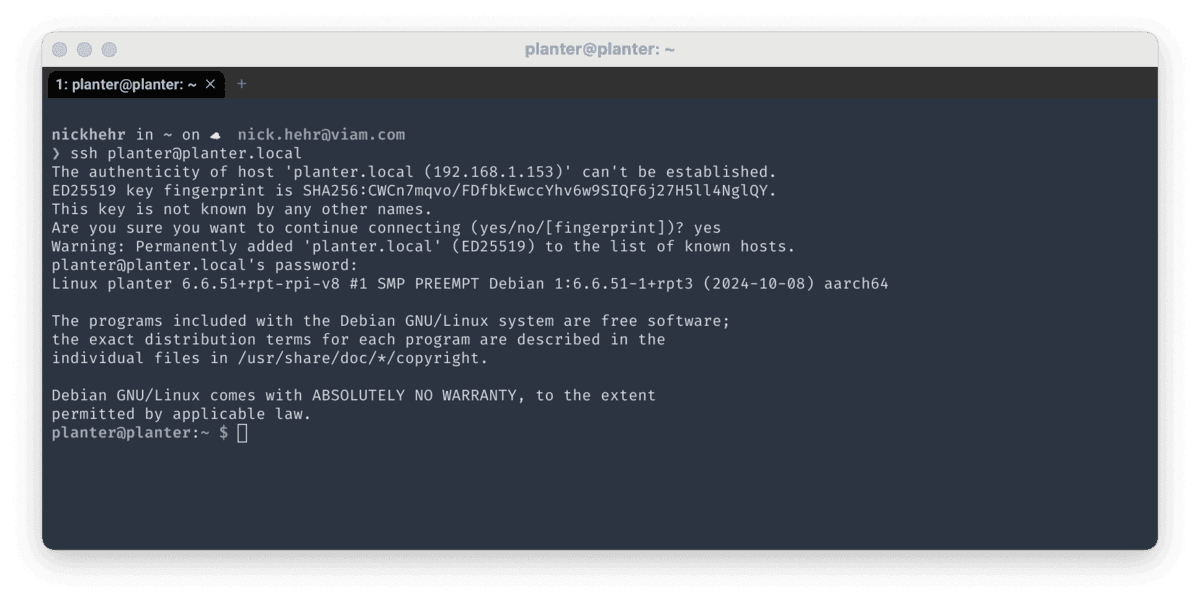 planter@planter: ~
1: planter@planter: ~ × +
nickhehr in ~ on ☁ nick.hehr@viam.com
❯ ssh planter@planter.local
The authenticity of host 'planter.local (192.168.1.153)' can't be established.
ED25519 key fingerprint is SHA256:CWCn7mqvo/FDfbkEwccYhv6w9SIQF6j27H5ll4NglQY.
This key is not known by any other names.
Are you sure you want to continue connecting (yes/no/[fingerprint])? yes
Warning: Permanently added 'planter.local' (ED25519) to the list of known hosts.
planter@planter.local's password:
Linux planter 6.6.51+rpt-rpi-v8 #1 SMP PREEMPT Debian 1:6.6.51-1+rpt3 (2024-10-08) aarch64
The programs included with the Debian GNU/Linux system are free software;
the exact distribution terms for each program are described in the
individual files in /usr/share/doc/*/copyright.
Debian GNU/Linux comes with ABSOLUTELY NO WARRANTY, to the extent
permitted by applicable law.
planter@planter:~ $